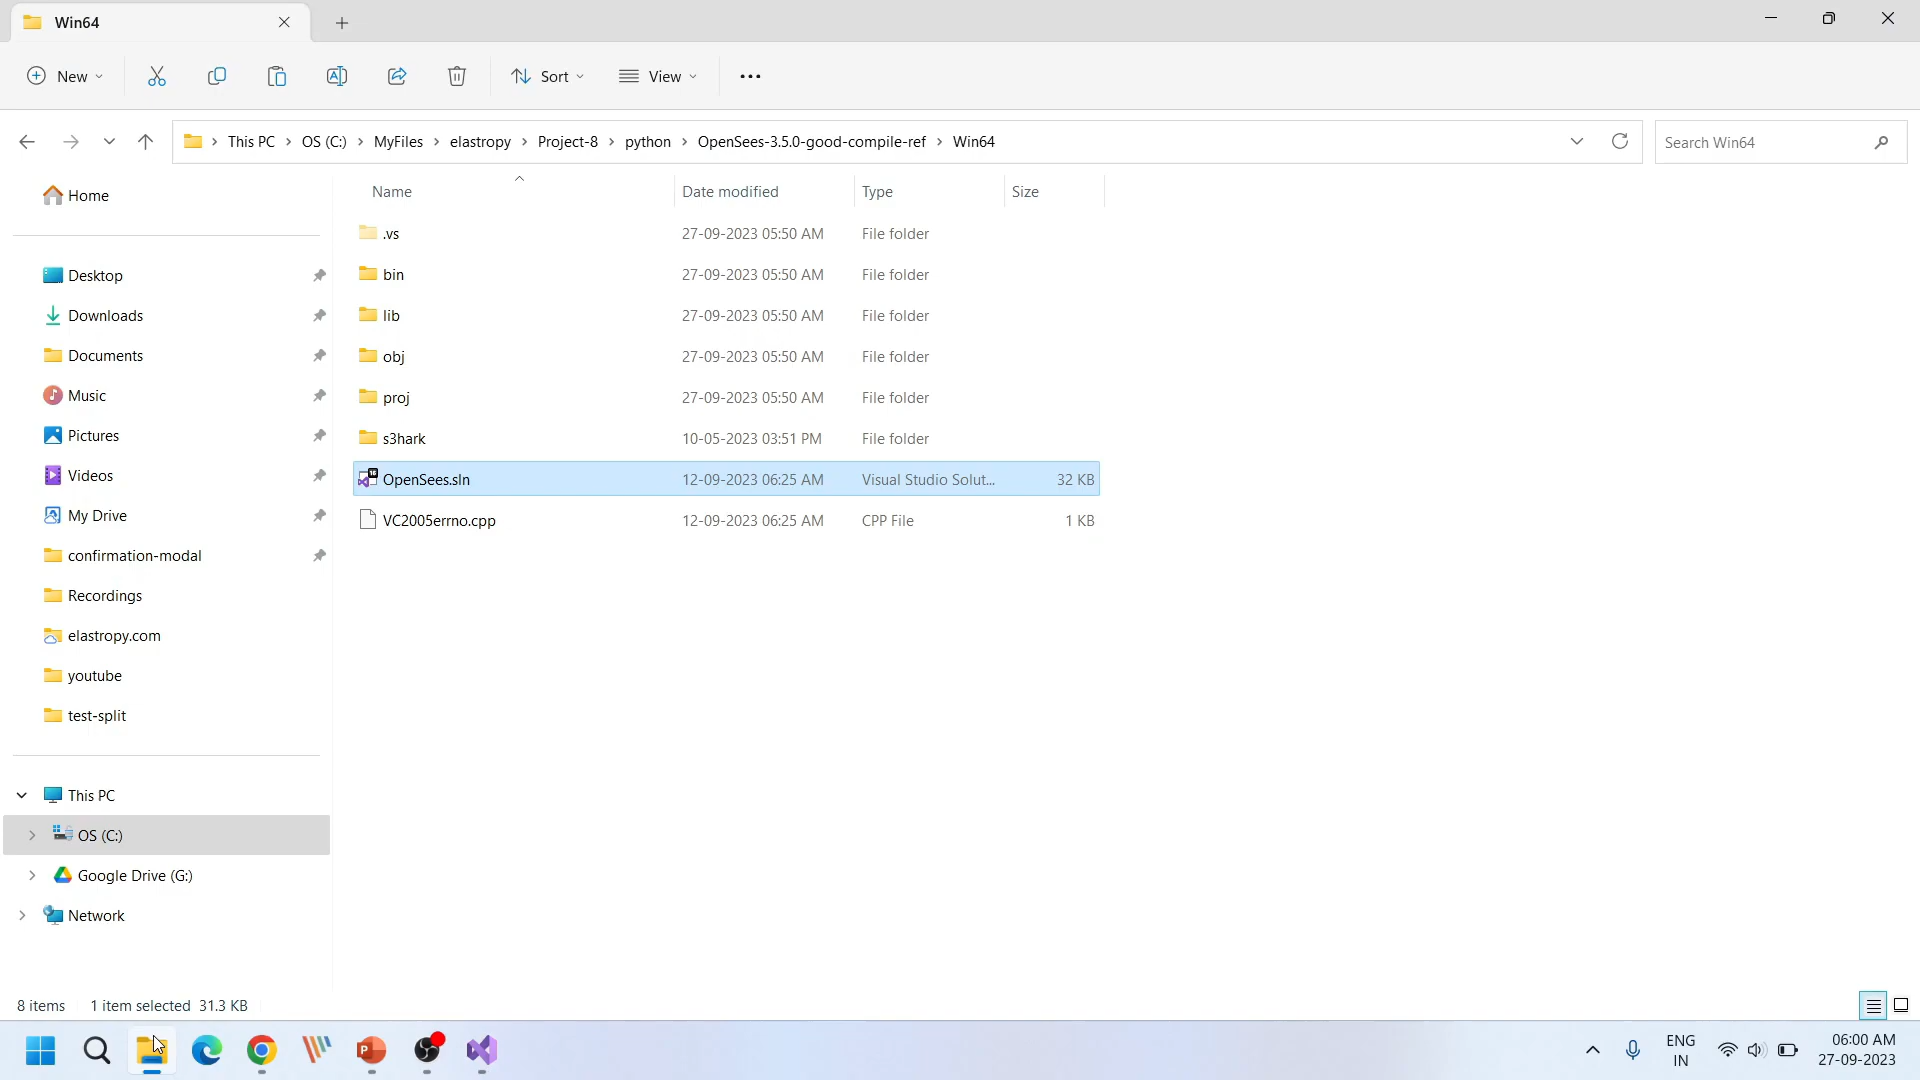 Win64
New
Sort
View
This PC
OS (C:)
MyFiles
elastropy
Project-8
python
OpenSees-3.5.0-good-compile-ref
Win64
Search Win64
Name Date modified Type Size
.vs 27-09-2023 05:50 AM File folder
bin 27-09-2023 05:50 AM File folder
lib 27-09-2023 05:50 AM File folder
obj 27-09-2023 05:50 AM File folder
proj 27-09-2023 05:50 AM File folder
s3hark 10-05-2023 03:51 PM File folder
OpenSees.sln 12-09-2023 06:25 AM Visual Studio Solut... 32 KB
VC2005errno.cpp 12-09-2023 06:25 AM CPP File 1 KB
Home
Desktop
Downloads
Documents
Music
Pictures
Videos
My Drive
confirmation-modal
Recordings
elastropy.com
youtube
test-split
This PC
OS (C:)
Google Drive (G:)
Network
8 items 1 item selected 31.3 KB
ENG
IN
06:00 AM
27-09-2023